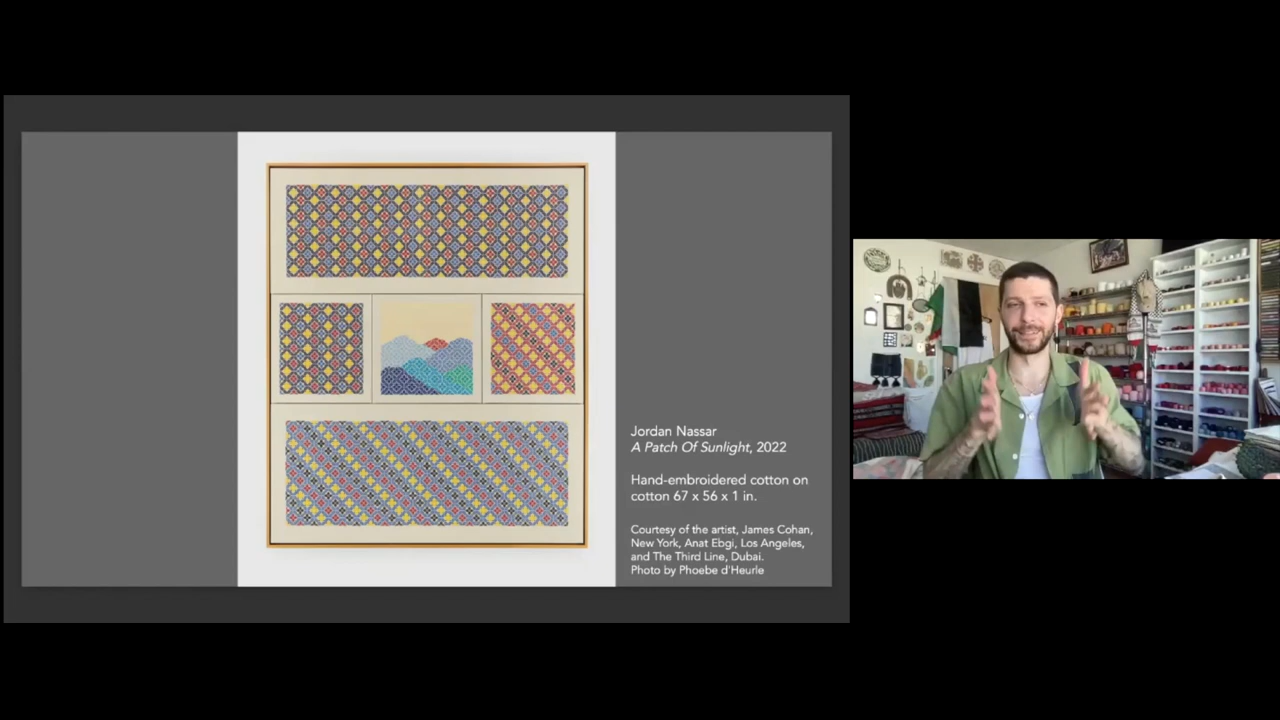 Jordan Nassar
A Patch Of Sunlight, 2022
Hand-embroidered cotton on
cotton 67 x 56 x 1 in.
Courtesy of the artist, James Cohan,
New York, Anat Ebgi, Los Angeles,
and The Third Line, Dubai.
Photo by Phoebe d'Heurle